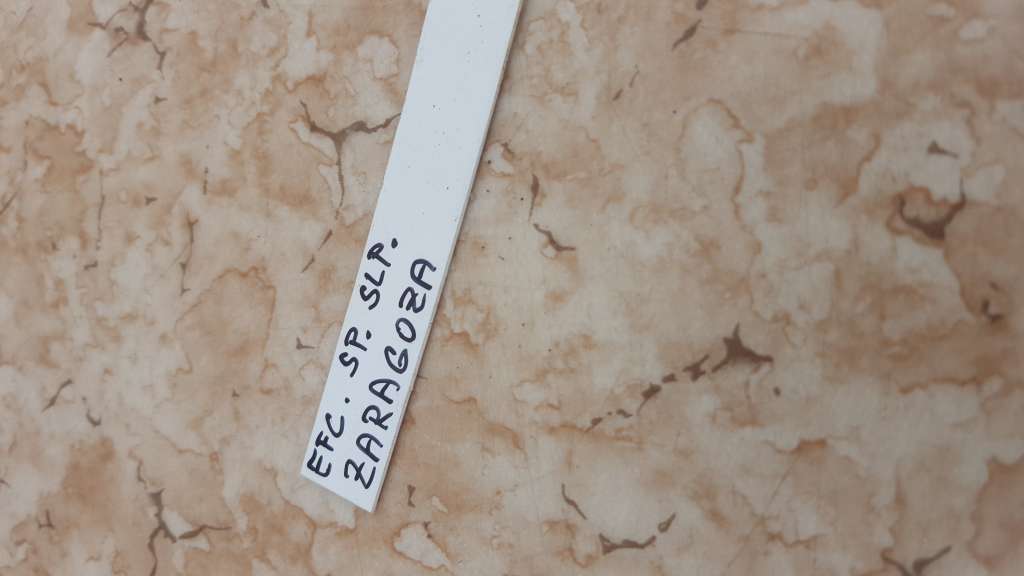 EFC. SP. SLP.
ZARAGOZA